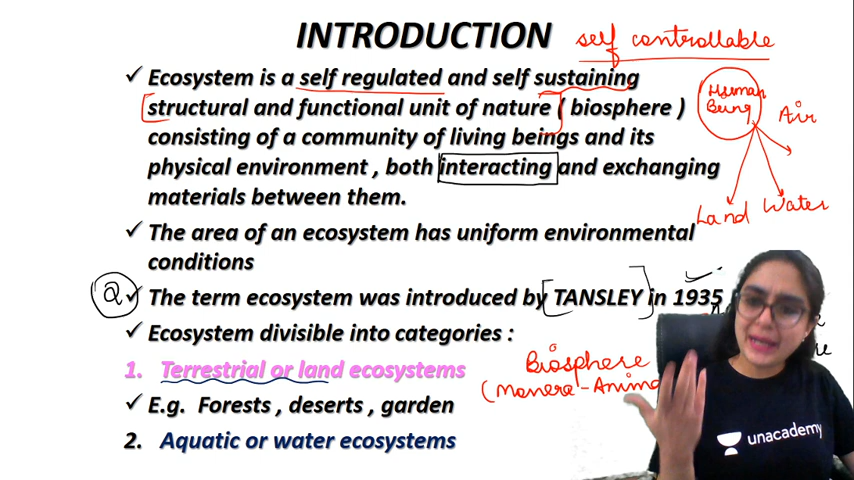 INTRODUCTION
self controllable
✓ Ecosystem is a self regulated and self sustaining
structural and functional unit of nature ( biosphere )
consisting of a community of living beings and its
physical environment , both interacting and exchanging
materials between them.
Human
Being
Air
Land Water
✓ The area of an ecosystem has uniform environmental
conditions
Q ✓ The term ecosystem was introduced by [TANSLEY] in 1935
✓ Ecosystem divisible into categories :
1. Terrestrial or land ecosystems
Biosphere
(Monera-Anima
✓ E.g. Forests , deserts , garden
2. Aquatic or water ecosystems
unacademy